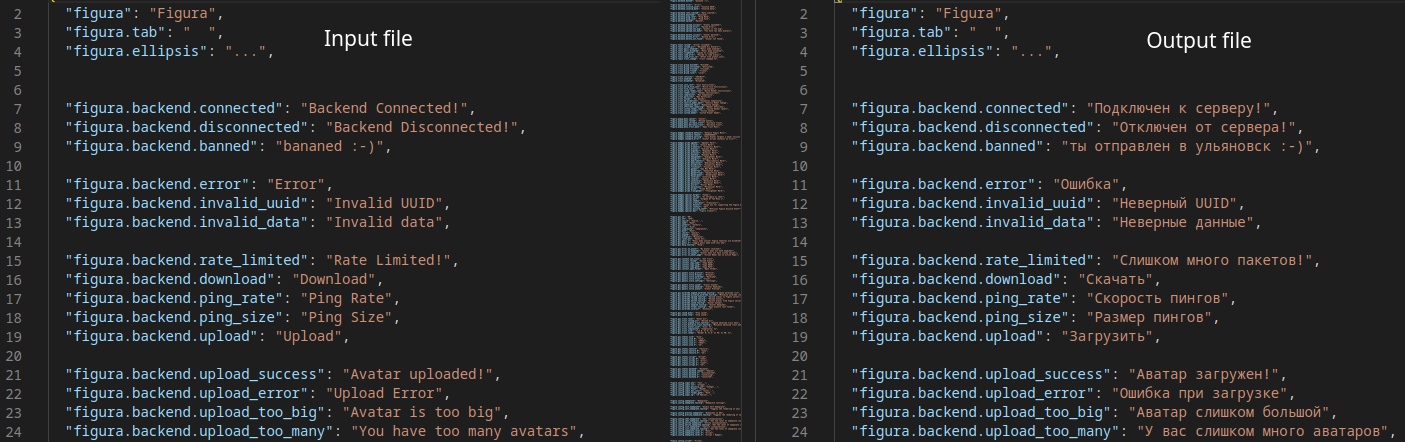 Input file
2 "figura": "Figura",
3 "figura.tab": "  ",
4 "figura.ellipsis": "...",
5
6
7 "figura.backend.connected": "Backend Connected!",
8 "figura.backend.disconnected": "Backend Disconnected!",
9 "figura.backend.banned": "bananed :-)",
10
11 "figura.backend.error": "Error",
12 "figura.backend.invalid_uuid": "Invalid UUID",
13 "figura.backend.invalid_data": "Invalid data",
14
15 "figura.backend.rate_limited": "Rate Limited!",
16 "figura.backend.download": "Download",
17 "figura.backend.ping_rate": "Ping Rate",
18 "figura.backend.ping_size": "Ping Size",
19 "figura.backend.upload": "Upload",
20
21 "figura.backend.upload_success": "Avatar uploaded!",
22 "figura.backend.upload_error": "Upload Error",
23 "figura.backend.upload_too_big": "Avatar is too big",
24 "figura.backend.upload_too_many": "You have too many avatars",
Output file
2 "figura": "Figura",
3 "figura.tab": "  ",
4 "figura.ellipsis": "...",
5
6
7 "figura.backend.connected": "Подключен к серверу!",
8 "figura.backend.disconnected": "Отключен от сервера!",
9 "figura.backend.banned": "ты отправлен в ульяновск :-)",
10
11 "figura.backend.error": "Ошибка",
12 "figura.backend.invalid_uuid": "Неверный UUID",
13 "figura.backend.invalid_data": "Неверные данные",
14
15 "figura.backend.rate_limited": "Слишком много пакетов!",
16 "figura.backend.download": "Скачать",
17 "figura.backend.ping_rate": "Скорость пингов",
18 "figura.backend.ping_size": "Размер пингов",
19 "figura.backend.upload": "Загрузить",
20
21 "figura.backend.upload_success": "Аватар загружен!",
22 "figura.backend.upload_error": "Ошибка при загрузке",
23 "figura.backend.upload_too_big": "Аватар слишком большой",
24 "figura.backend.upload_too_many": "У вас слишком много аватаров",